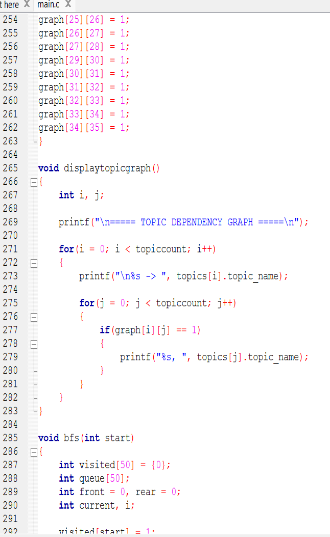 t here X main.c X
254 graph[25][26] = 1;
255 graph[26][27] = 1;
256 graph[27][28] = 1;
257 graph[29][30] = 1;
258 graph[30][31] = 1;
259 graph[31][32] = 1;
260 graph[32][33] = 1;
261 graph[33][34] = 1;
262 graph[34][35] = 1;
263 }
264
265 void displaytopicgraph()
266 {
267 int i, j;
268
269 printf("\n===== TOPIC DEPENDENCY GRAPH =====\n");
270
271 for(i = 0; i < topiccount; i++)
272 {
273 printf("\n%s -> ", topics[i].topic_name);
274
275 for(j = 0; j < topiccount; j++)
276 {
277 if(graph[i][j] == 1)
278 {
279 printf("%s, ", topics[j].topic_name);
280 }
281 }
282 }
283 }
284
285 void bfs(int start)
286 {
287 int visited[50] = {0};
288 int queue[50];
289 int front = 0, rear = 0;
290 int current, i;
291
292 visited[start] = 1;